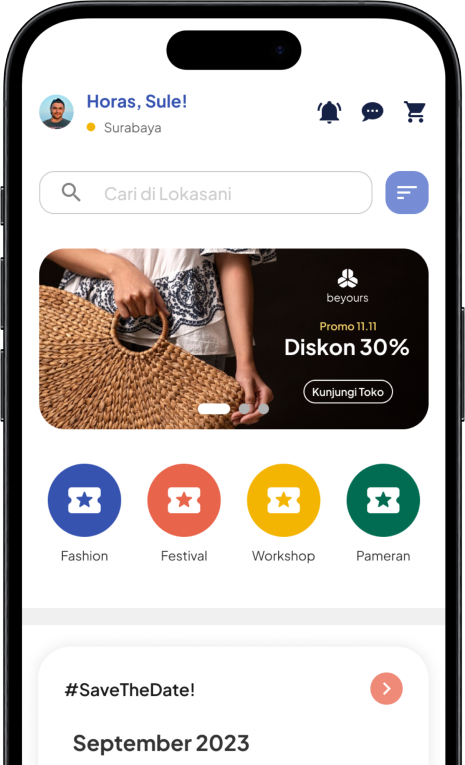 Horas, Sule!
Surabaya
Cari di Lokasani
beyours
Promo 11.11
Diskon 30%
Kunjungi Toko
Fashion
Festival
Workshop
Pameran
#SaveTheDate!
September 2023